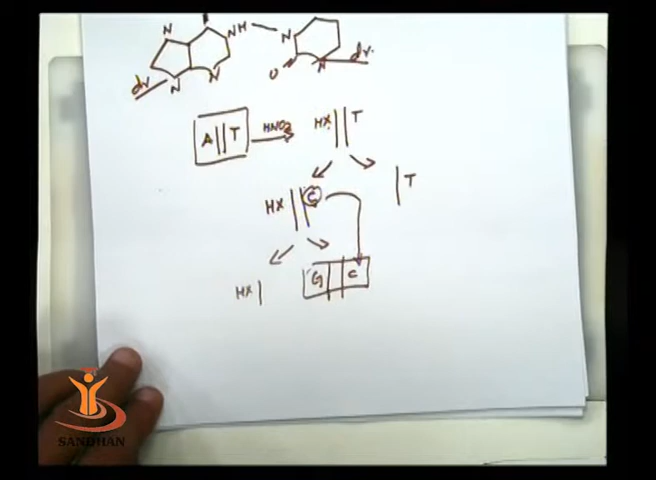 N NH N
dr N N O N dr.
A T HNO2 HX T
HX C T
HX G C
SANDHAN